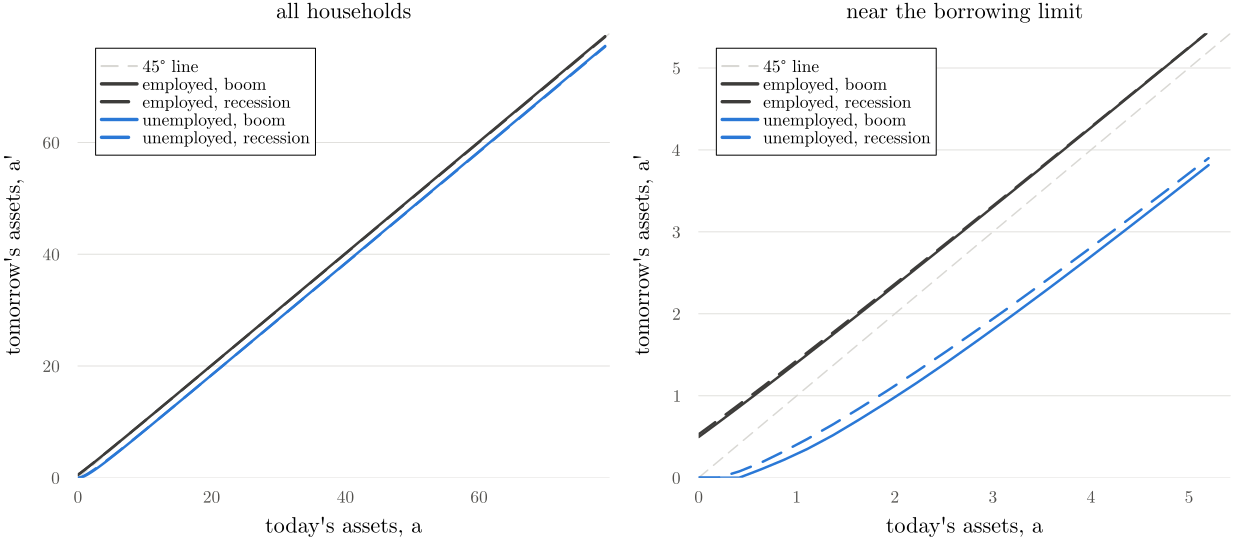 all households
45° line
employed, boom
employed, recession
unemployed, boom
unemployed, recession
tomorrow's assets, a'
60
40
20
0
0 20 40 60
today's assets, a
near the borrowing limit
45° line
employed, boom
employed, recession
unemployed, boom
unemployed, recession
tomorrow's assets, a'
5
4
3
2
1
0
0 1 2 3 4 5
today's assets, a